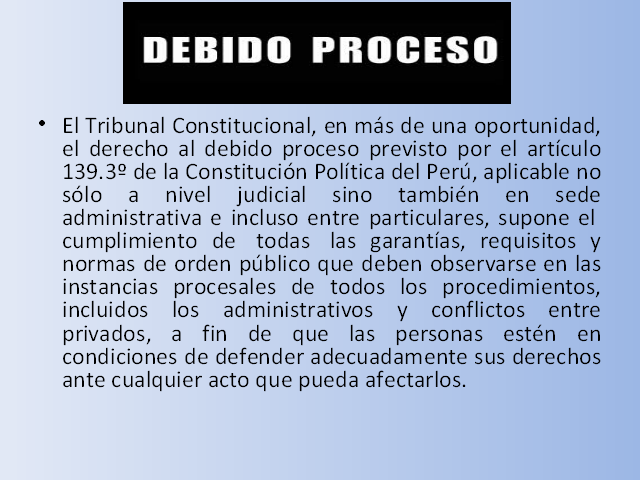 DEBIDO PROCESO
• El Tribunal Constitucional, en más de una oportunidad,
el derecho al debido proceso previsto por el artículo
139.3º de la Constitución Política del Perú, aplicable no
sólo a nivel judicial sino también en sede
administrativa e incluso entre particulares, supone el
cumplimiento de todas las garantías, requisitos y
normas de orden público que deben observarse en las
instancias procesales de todos los procedimientos,
incluidos los administrativos y conflictos entre
privados, a fin de que las personas estén en
condiciones de defender adecuadamente sus derechos
ante cualquier acto que pueda afectarlos.